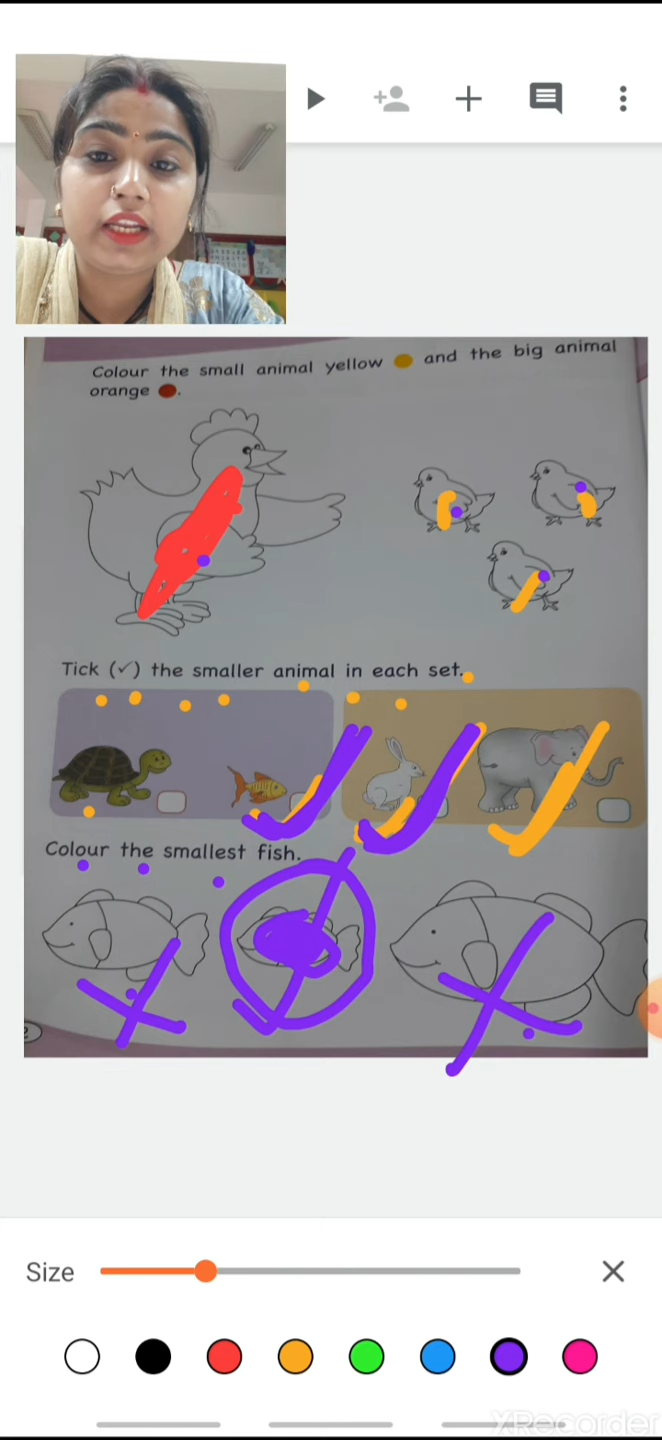 Colour the small animal yellow and the big animal
orange .
Tick (✓) the smaller animal in each set.
Colour the smallest fish.
Size
XRecorder